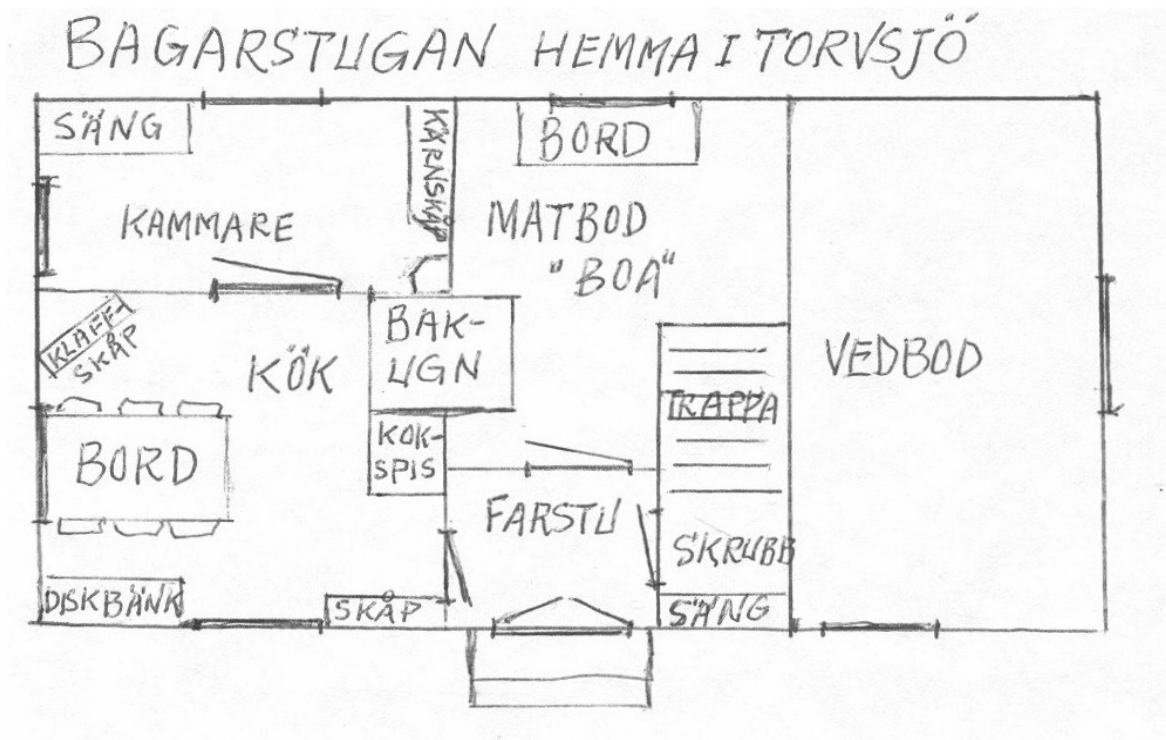 BAGARSTUGAN HEMMA I TORVSJÖ
SÄNG
KAMMARE
KÄRNSKÅP
BORD
MATBOD
"BOA"
VEDBOD
KLAFF-
SKÅP
KÖK
BAK-
UGN
BORD
KOK-
SPIS
TRAPPA
FARSTU
SKRUBB
DISKBÄNK
SKÅP
SÄNG